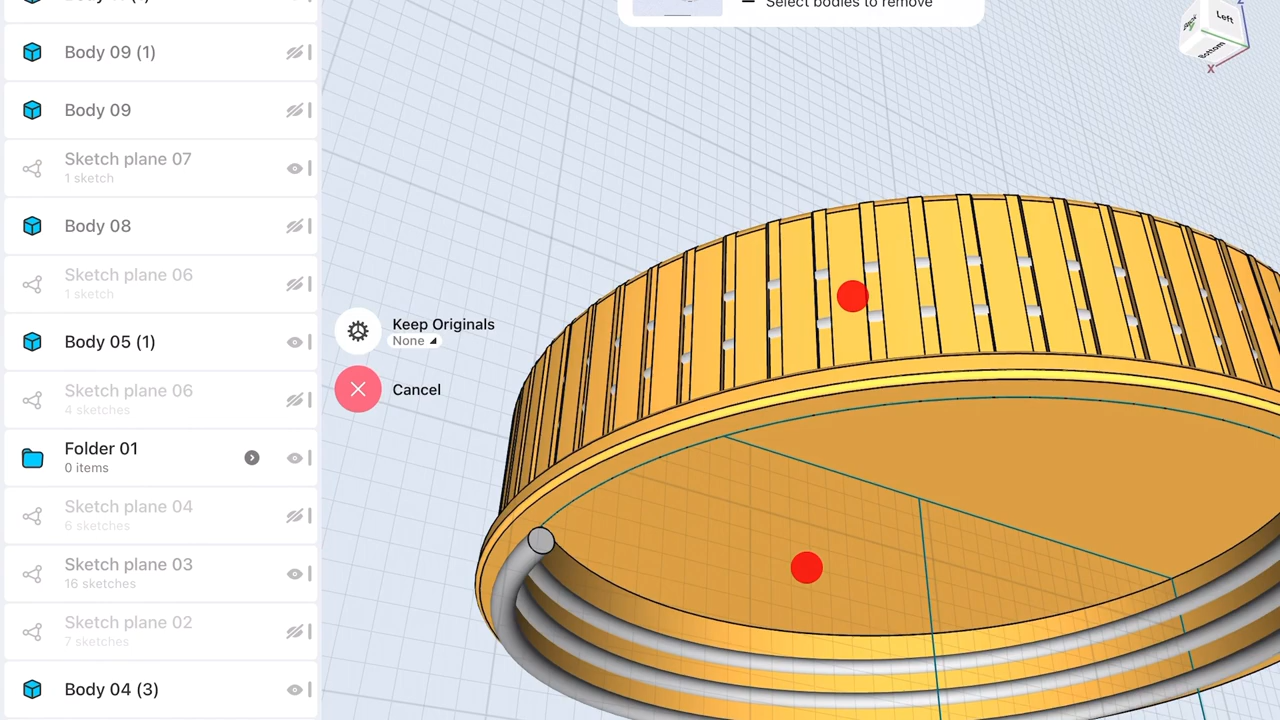 Select bodies to remove
Left
Bottom
X
Body 09 (1)
Body 09
Sketch plane 07
1 sketch
Body 08
Sketch plane 06
1 sketch
Keep Originals
None
Body 05 (1)
Cancel
Sketch plane 06
4 sketches
Folder 01
0 items
Sketch plane 04
6 sketches
Sketch plane 03
16 sketches
Sketch plane 02
7 sketches
Body 04 (3)